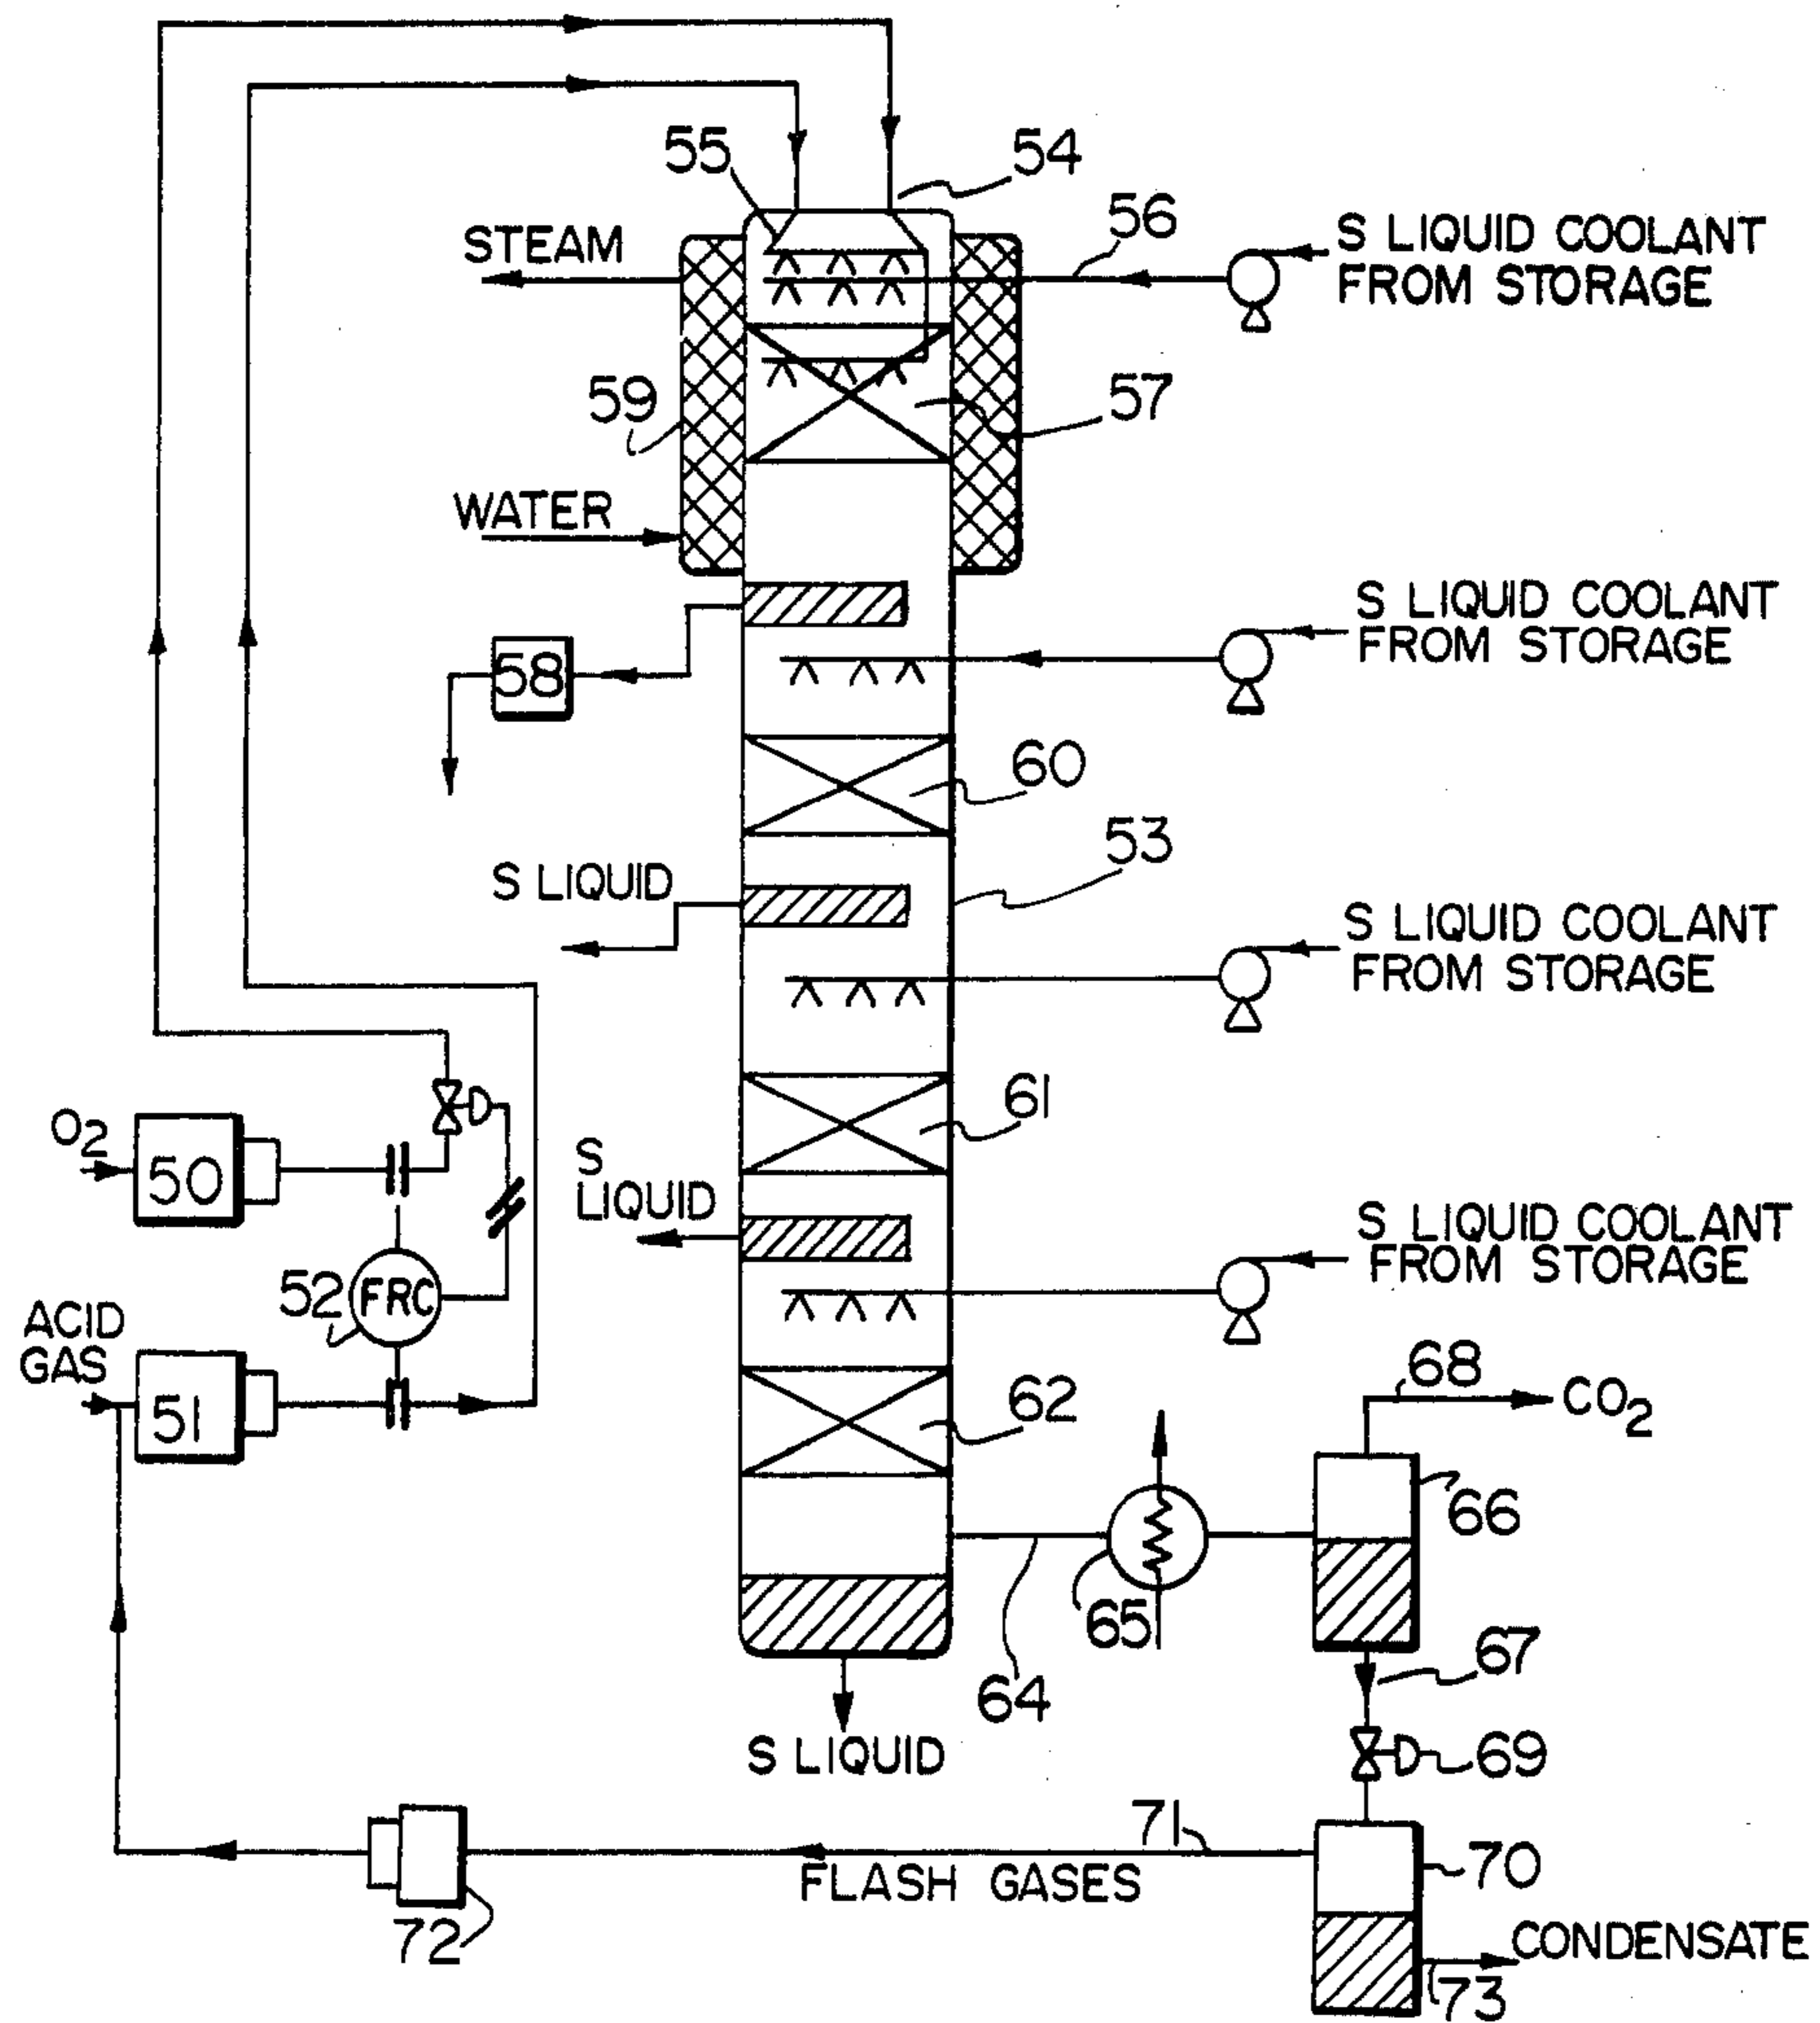 54
55
56
S LIQUID COOLANT
FROM STORAGE
STEAM
59
57
WATER
S LIQUID COOLANT
FROM STORAGE
58
60
53
S LIQUID
S LIQUID COOLANT
FROM STORAGE
61
O2
50
S
LIQUID
S LIQUID COOLANT
FROM STORAGE
52
FRC
ACID
GAS
51
62
68
CO2
66
65
64
67
S LIQUID
69
71
FLASH GASES
70
72
CONDENSATE
73